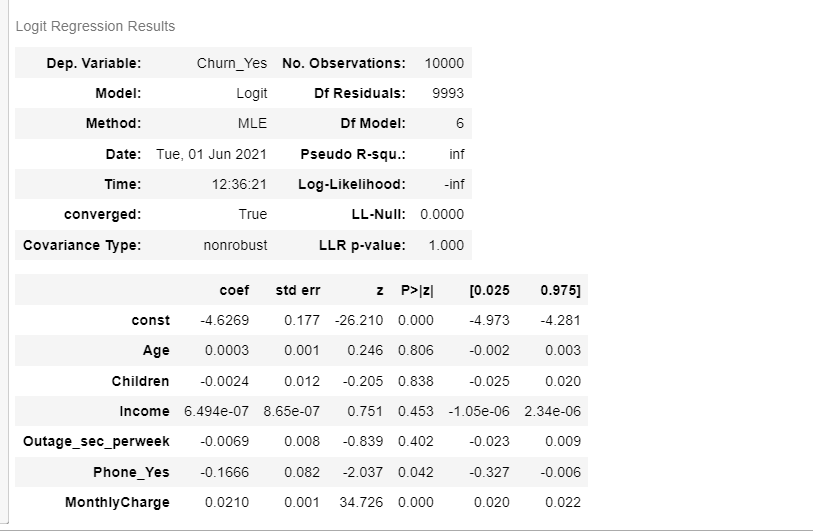 Logit Regression Results
Dep. Variable: Churn_Yes No. Observations: 10000
Model: Logit Df Residuals: 9993
Method: MLE Df Model: 6
Date: Tue, 01 Jun 2021 Pseudo R-squ.: inf
Time: 12:36:21 Log-Likelihood: -inf
converged: True LL-Null: 0.0000
Covariance Type: nonrobust LLR p-value: 1.000
coef std err z P>|z| [0.025 0.975]
const -4.6269 0.177 -26.210 0.000 -4.973 -4.281
Age 0.0003 0.001 0.246 0.806 -0.002 0.003
Children -0.0024 0.012 -0.205 0.838 -0.025 0.020
Income 6.494e-07 8.65e-07 0.751 0.453 -1.05e-06 2.34e-06
Outage_sec_perweek -0.0069 0.008 -0.839 0.402 -0.023 0.009
Phone_Yes -0.1666 0.082 -2.037 0.042 -0.327 -0.006
MonthlyCharge 0.0210 0.001 34.726 0.000 0.020 0.022